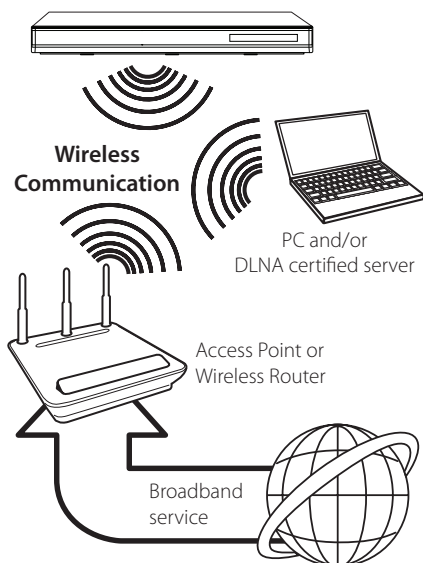 Wireless
Communication
PC and/or
DLNA certified server
Access Point or
Wireless Router
Broadband
service